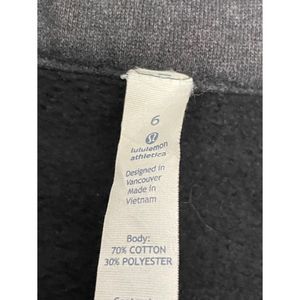 6
lululemon
athletica
Designed in
Vancouver
Made in
Vietnam
Body:
70% COTTON
30% POLYESTER